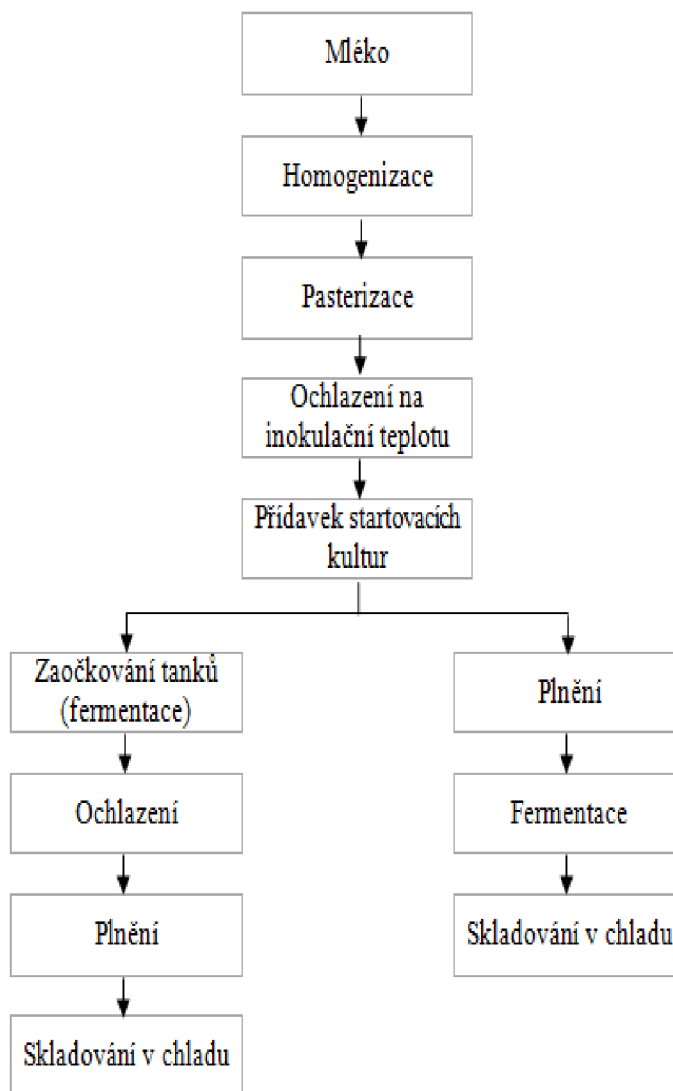 Mléko
Homogenizace
Pasterizace
Ochlazení na
inokulační teplotu
Přídavek startovacích
kultur
Zaočkování tanků
(fermentace)
Ochlazení
Plnění
Skladování v chladu
Plnění
Fermentace
Skladování v chladu